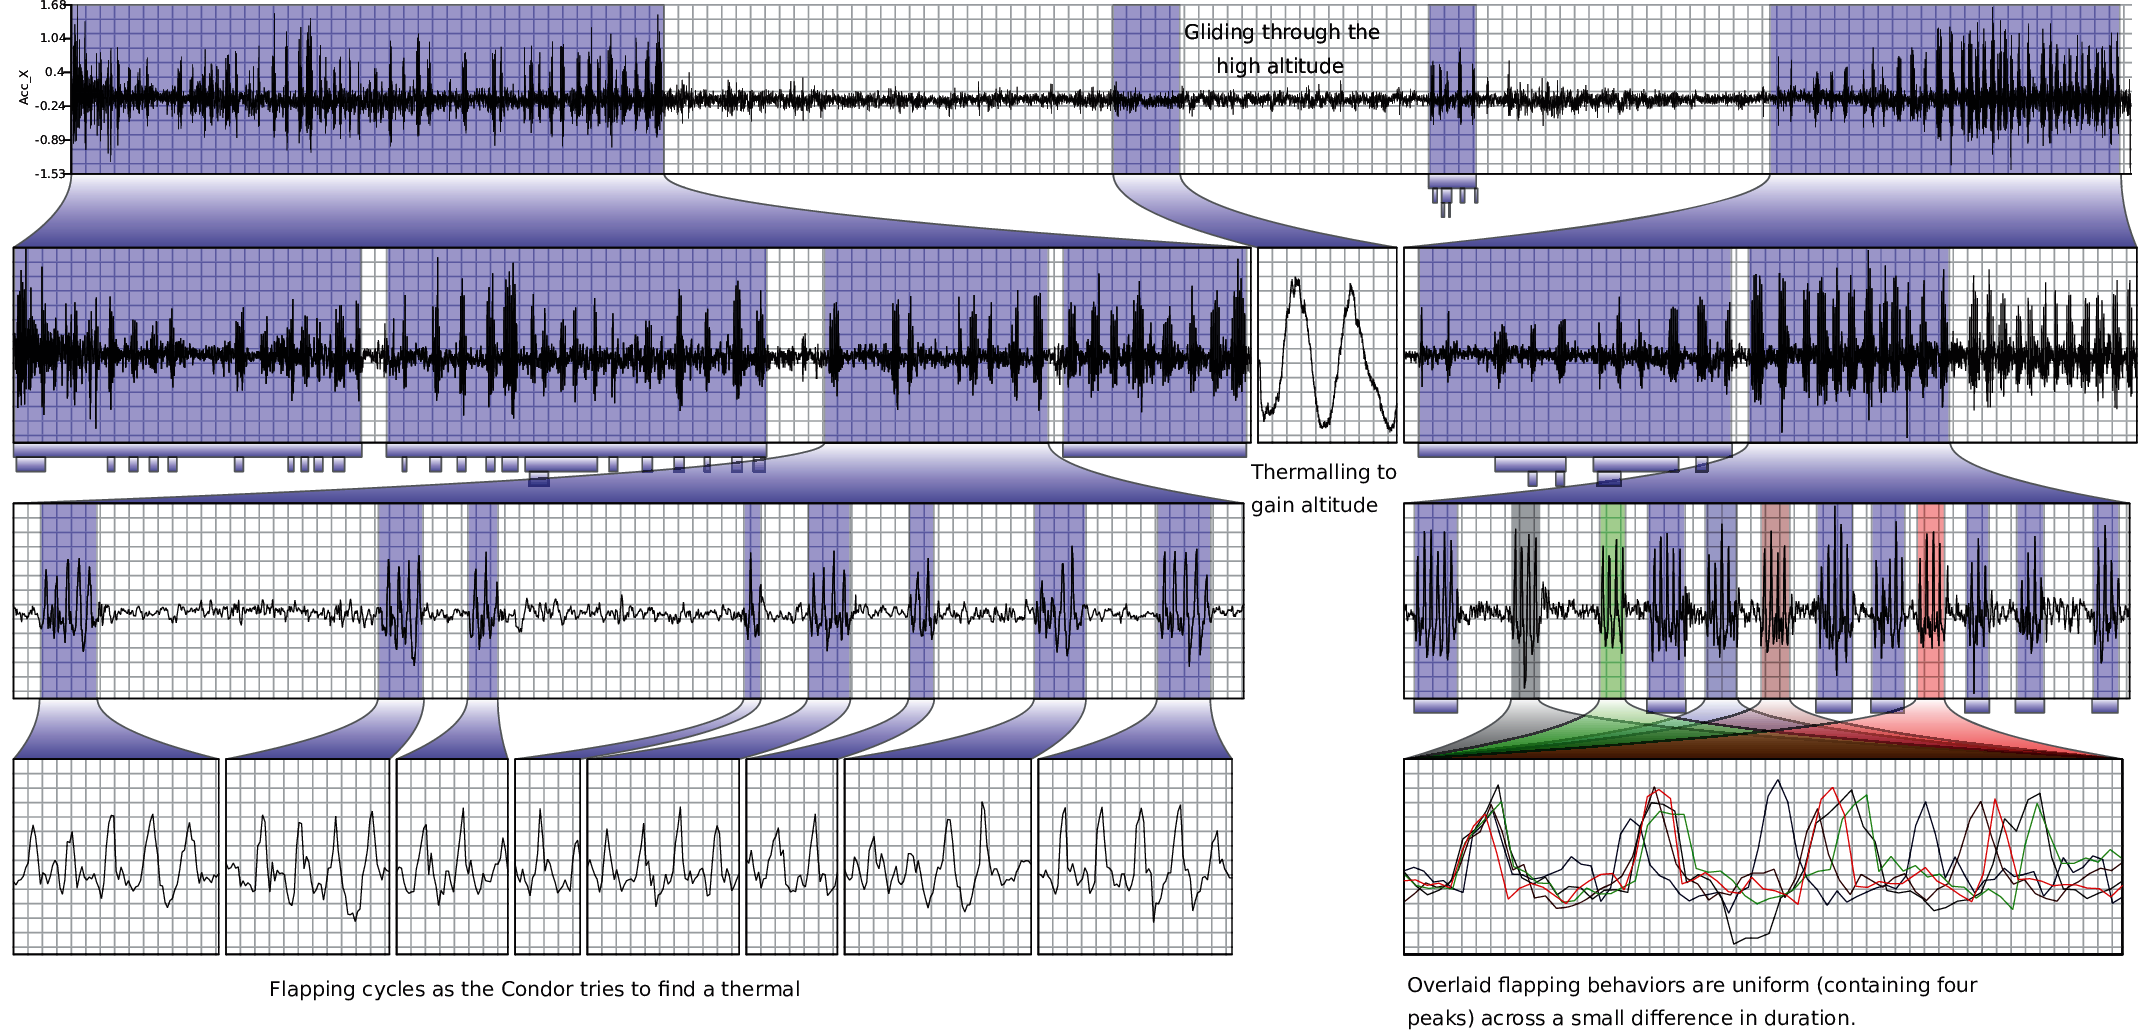 1.68
1.04
0.4
-0.24
-0.89
-1.53
Acc_X
Gliding through the
high altitude
Thermalling to
gain altitude
Flapping cycles as the Condor tries to find a thermal
Overlaid flapping behaviors are uniform (containing four
peaks) across a small difference in duration.